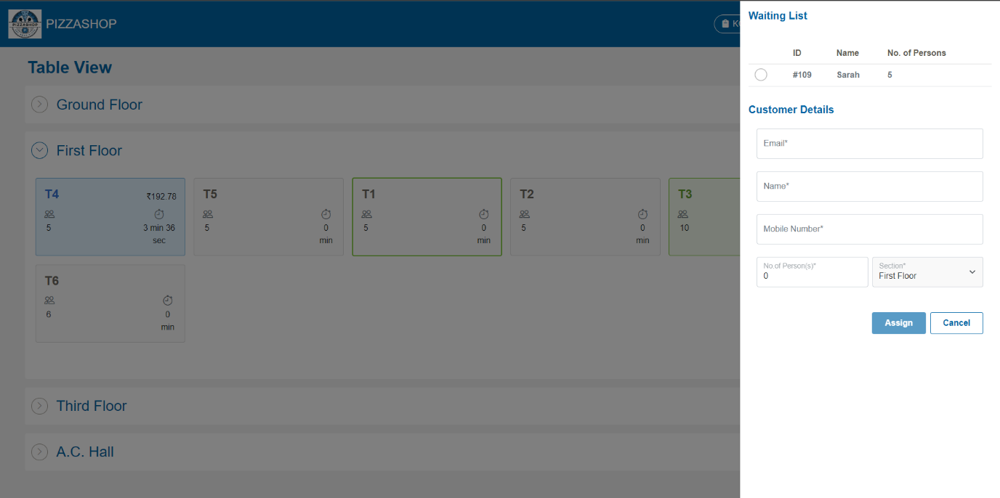 PIZZASHOP
PIZZASHOP
Table View
Ground Floor
First Floor
T4 ₹192.78
5 3 min 36
sec
T5
5 0
min
T1
5 0
min
T2
5 0
min
T3
10
T6
6 0
min
Third Floor
A.C. Hall
Waiting List
ID Name No. of Persons
#109 Sarah 5
Customer Details
Email*
Name*
Mobile Number*
No.of Person(s)*
0
Section*
First Floor
Assign Cancel